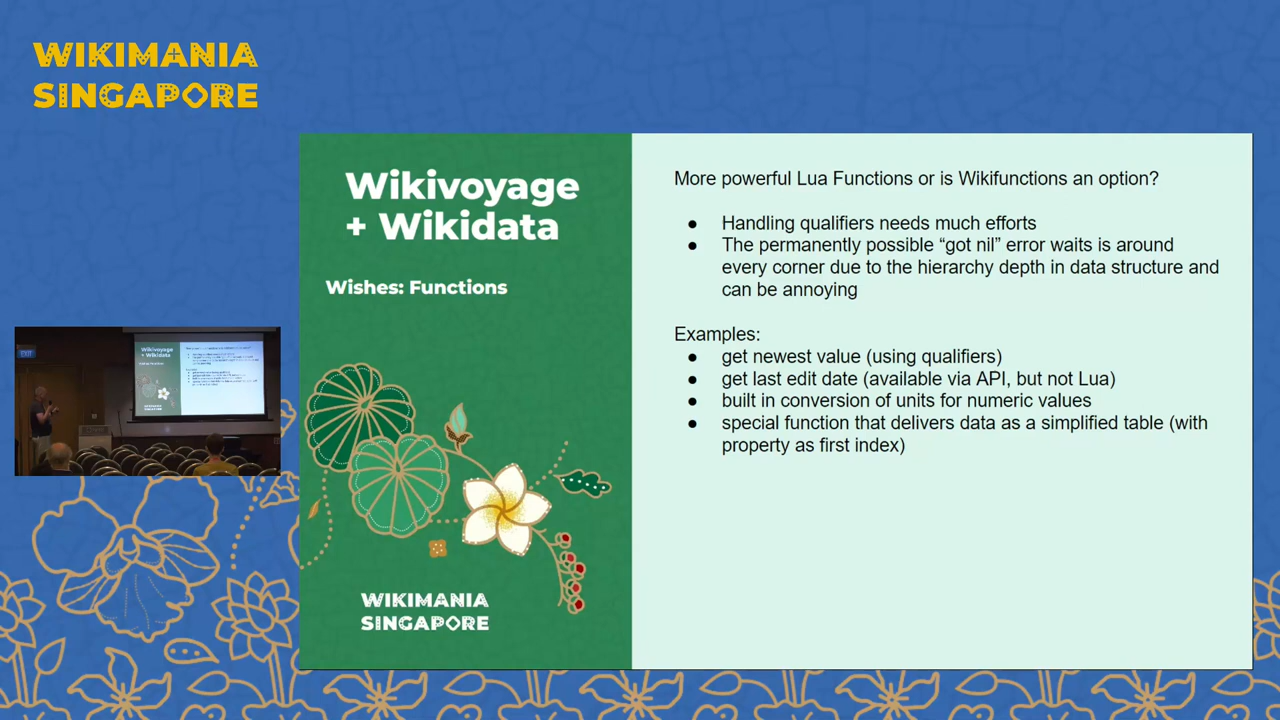 WIKIMANIA
SINGAPORE
Wikivoyage
+ Wikidata
Wishes: Functions
WIKIMANIA
SINGAPORE
More powerful Lua Functions or is Wikifunctions an option?
● Handling qualifiers needs much efforts
● The permanently possible “got nil” error waits is around
every corner due to the hierarchy depth in data structure and
can be annoying
Examples:
● get newest value (using qualifiers)
● get last edit date (available via API, but not Lua)
● built in conversion of units for numeric values
● special function that delivers data as a simplified table (with
property as first index)
EXIT
Wikivoyage
+ Wikidata